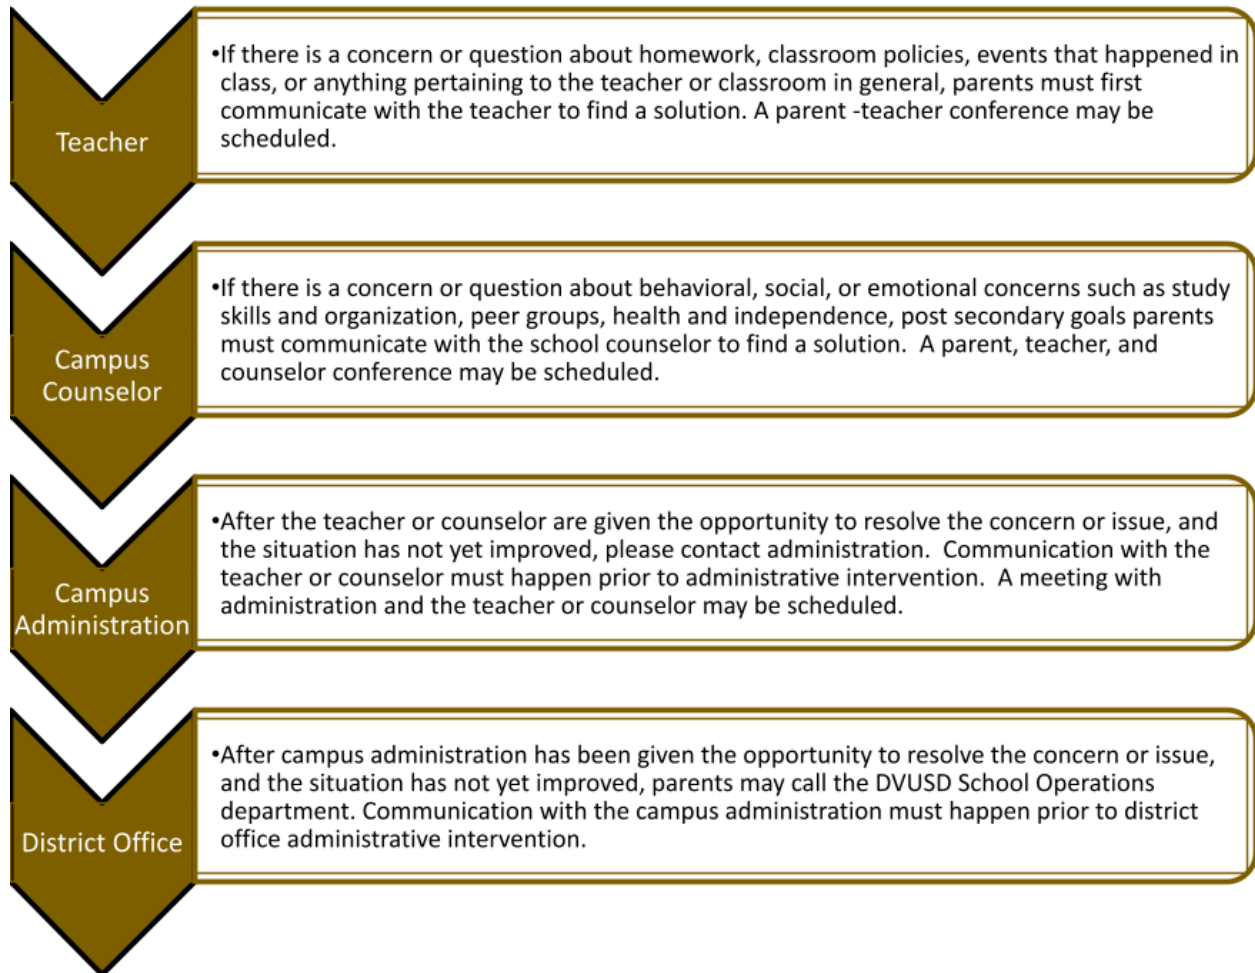 Teacher
•If there is a concern or question about homework, classroom policies, events that happened in
class, or anything pertaining to the teacher or classroom in general, parents must first
communicate with the teacher to find a solution. A parent -teacher conference may be
scheduled.
Campus
Counselor
•If there is a concern or question about behavioral, social, or emotional concerns such as study
skills and organization, peer groups, health and independence, post secondary goals parents
must communicate with the school counselor to find a solution.  A parent, teacher, and
counselor conference may be scheduled.
Campus
Administration
•After the teacher or counselor are given the opportunity to resolve the concern or issue, and
the situation has not yet improved, please contact administration.  Communication with the
teacher or counselor must happen prior to administrative intervention.  A meeting with
administration and the teacher or counselor may be scheduled.
District Office
•After campus administration has been given the opportunity to resolve the concern or issue,
and the situation has not yet improved, parents may call the DVUSD School Operations
department. Communication with the campus administration must happen prior to district
office administrative intervention.